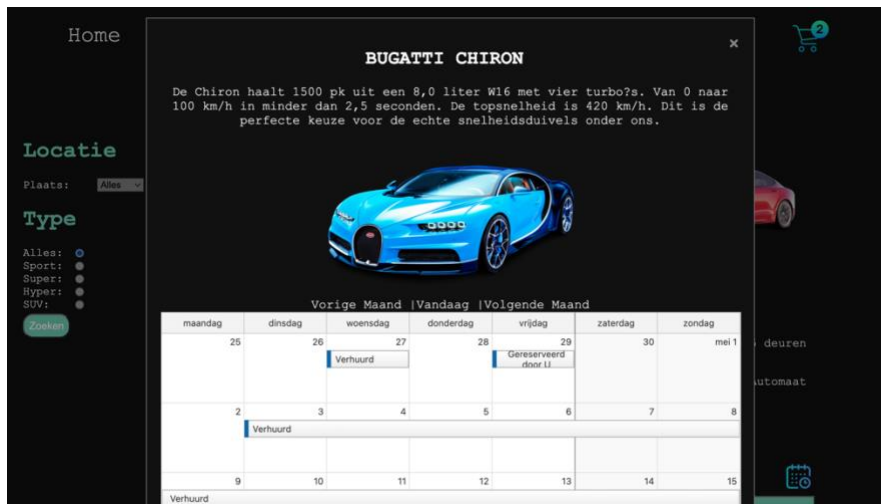 Home
2
×
BUGATTI CHIRON
De Chiron haalt 1500 pk uit een 8,0 liter W16 met vier turbo?s. Van 0 naar
100 km/h in minder dan 2,5 seconden. De topsnelheid is 420 km/h. Dit is de
perfecte keuze voor de echte snelheidsduivels onder ons.
Locatie
Plaats: Alles
Type
Alles:
Sport:
Super:
Hyper:
SUV:
Zoeken
Vorige Maand |Vandaag |Volgende Maand
maandag dinsdag woensdag donderdag vrijdag zaterdag zondag
25 26 27 28 29 30 mei 1
Verhuurd
Gereserveerd
door U
2 3 4 5 6 7 8
Verhuurd
9 10 11 12 13 14 15
Verhuurd
deuren